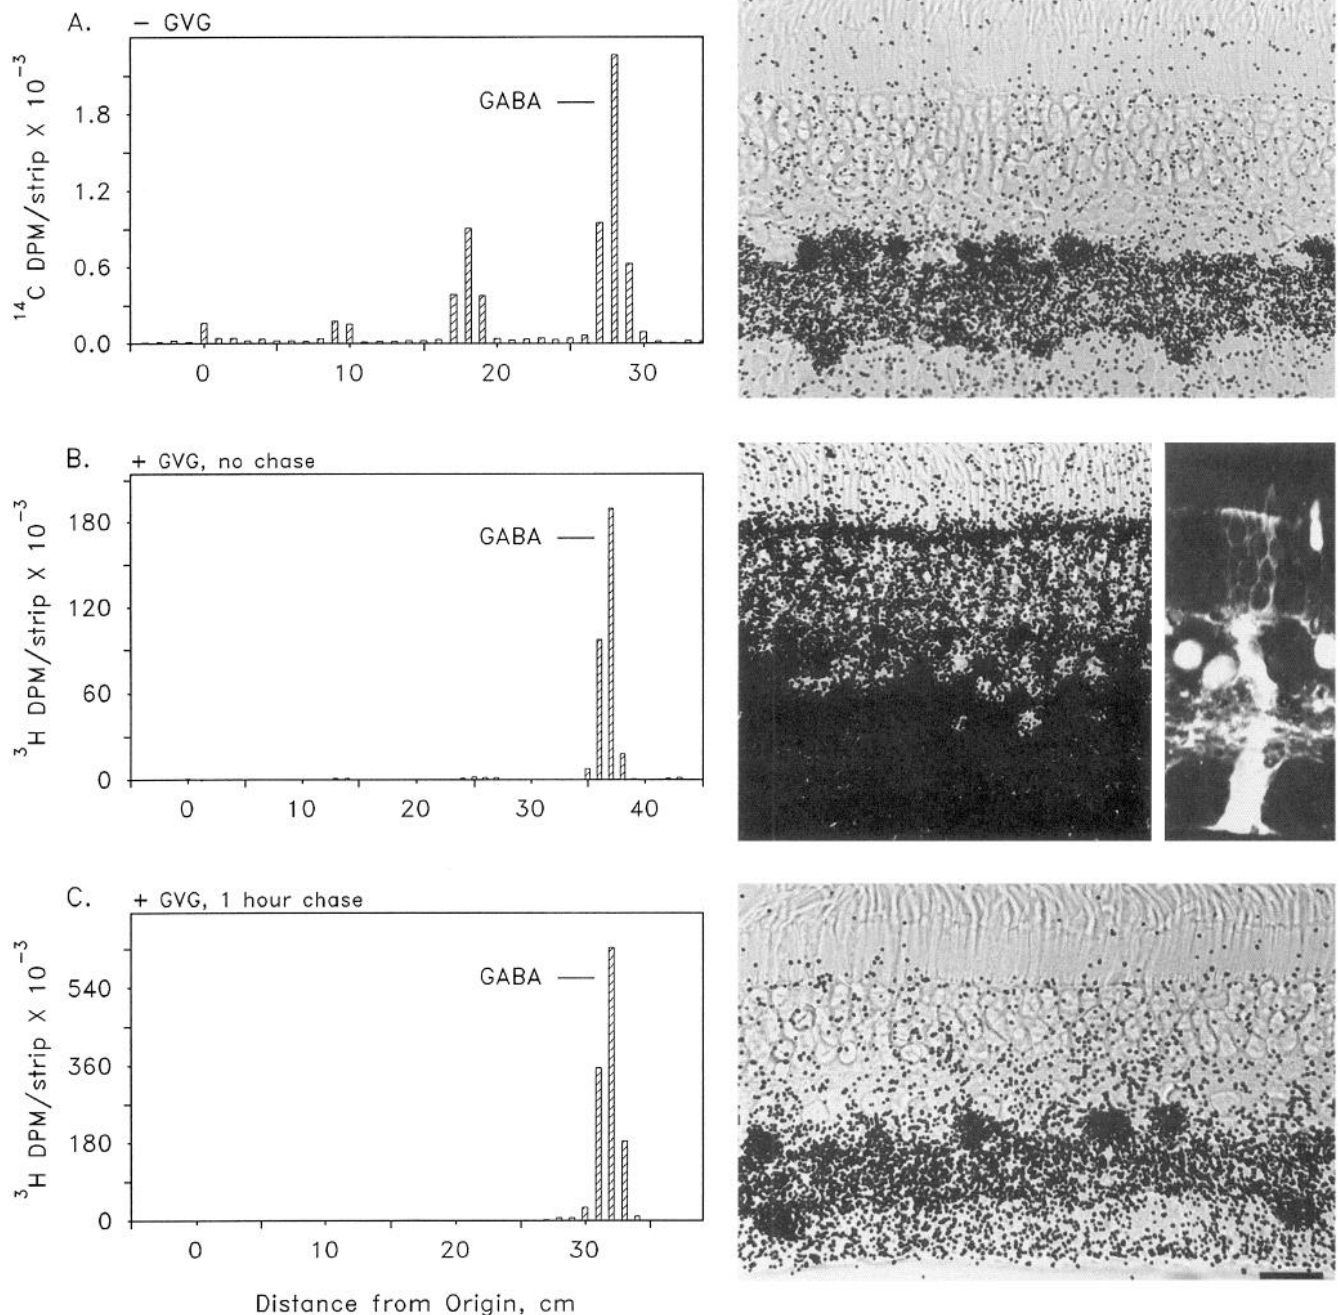 A. − GVG
¹⁴C DPM/strip X 10⁻³
1.8
1.2
0.6
0.0
GABA
0 10 20 30
B. + GVG, no chase
³H DPM/strip X 10⁻³
180
120
60
0
GABA
0 10 20 30 40
C. + GVG, 1 hour chase
³H DPM/strip X 10⁻³
540
360
180
0
GABA
0 10 20 30
Distance from Origin, cm